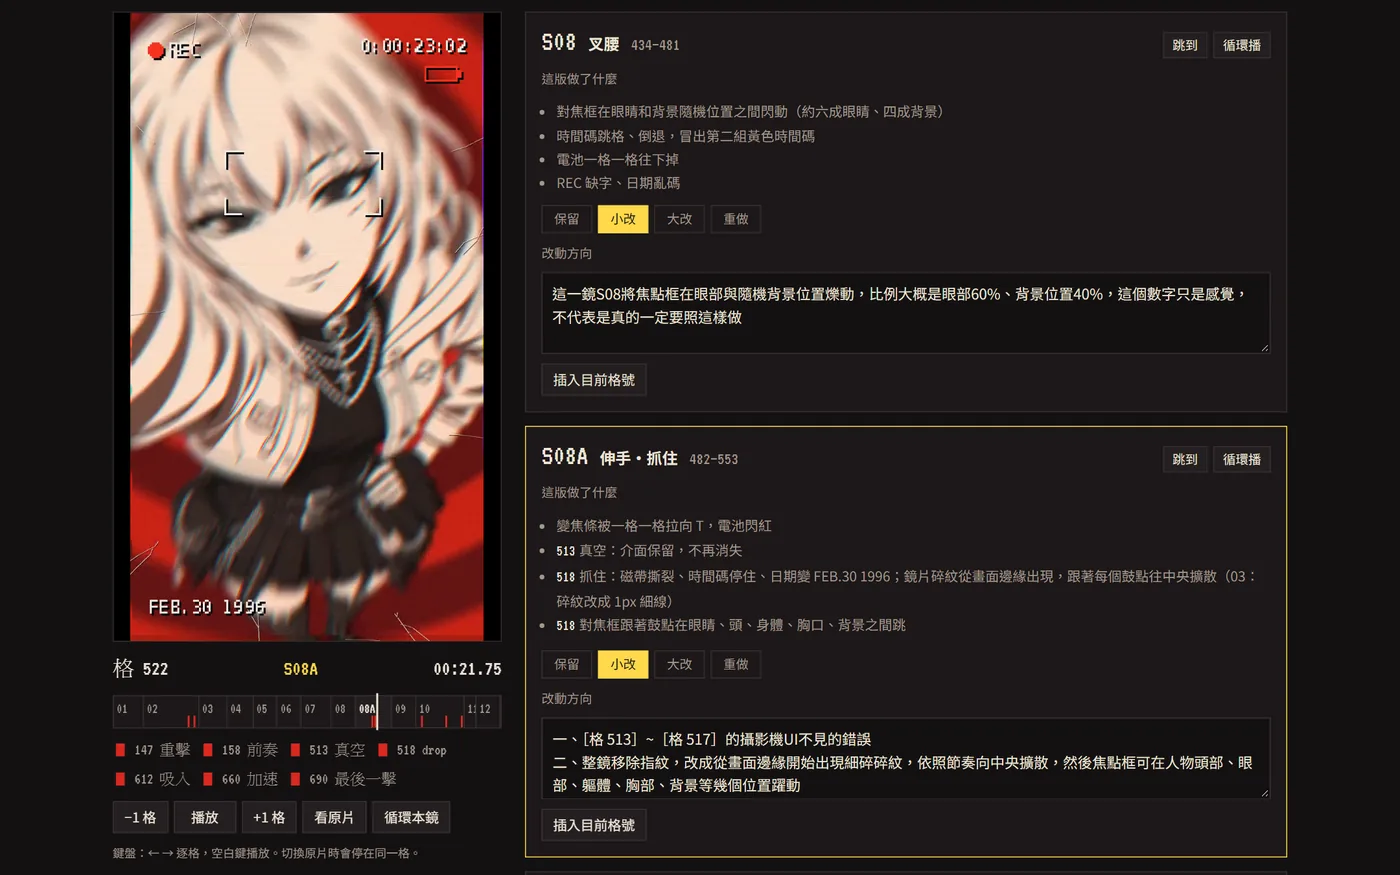 REC
0:00:23:02
FEB.30 1996
格 522
S08A
00:21.75
01 02 03 04 05 06 07 08 08A 09 10 11 12
147 重擊
158 前奏
513 真空
518 drop
612 吸入
660 加速
690 最後一擊
−1 格
播放
+1 格
看原片
循環本鏡
鍵盤：← → 逐格，空白鍵播放。切換原片時會停在同一格。
S08 叉腰 434–481
跳到
循環播
這版做了什麼
對焦框在眼睛和背景隨機位置之間閃動（約六成眼睛、四成背景）
時間碼跳格、倒退，冒出第二組黃色時間碼
電池一格一格往下掉
REC 缺字、日期亂碼
保留
小改
大改
重做
改動方向
這一鏡S08將焦點框在眼部與隨機背景位置爍動，比例大概是眼部60%、背景位置40%，這個數字只是感覺，
不代表是真的一定要照這樣做
插入目前格號
S08A 伸手・抓住 482–553
跳到
循環播
這版做了什麼
變焦條被一格一格拉向 T，電池閃紅
513 真空：介面保留，不再消失
518 抓住：磁帶撕裂、時間碼停住、日期變 FEB.30 1996；鏡片碎紋從畫面邊緣出現，跟著每個鼓點往中央擴散（03：
碎紋改成 1px 細線）
518 對焦框跟著鼓點在眼睛、頭、身體、胸口、背景之間跳
保留
小改
大改
重做
改動方向
一、［格 513］～［格 517］的攝影機UI不見的錯誤
二、整鏡移除指紋，改成從畫面邊緣開始出現細碎碎紋，依照節奏向中央擴散，然後焦點框可在人物頭部、眼
部、軀體、胸部、背景等幾個位置躍動
插入目前格號